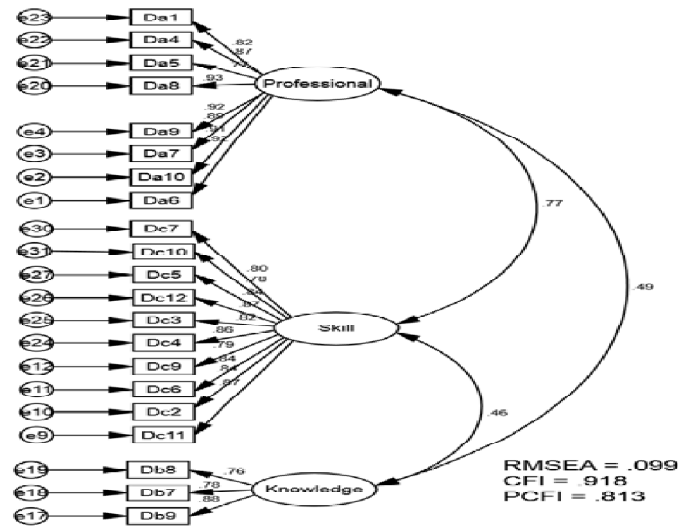 e23 Da1
e22 Da4
e21 Da5
e20 Da8
.82
.87
.93
Professional
e4 Da9
e3 Da7
e2 Da10
e1 Da6
.92
.91
.77
.49
e30 Dc7
e31 Dc10
e27 Dc5
e26 Dc12
e25 Dc3
e24 Dc4
e12 Dc9
e11 Dc6
e10 Dc2
e9 Dc11
.80
.82
.86
.79
.84
.84
.87
Skill
.46
e19 Db8
e18 Db7
e17 Db9
.76
.78
.88
Knowledge
RMSEA = .099
CFI = .918
PCFI = .813